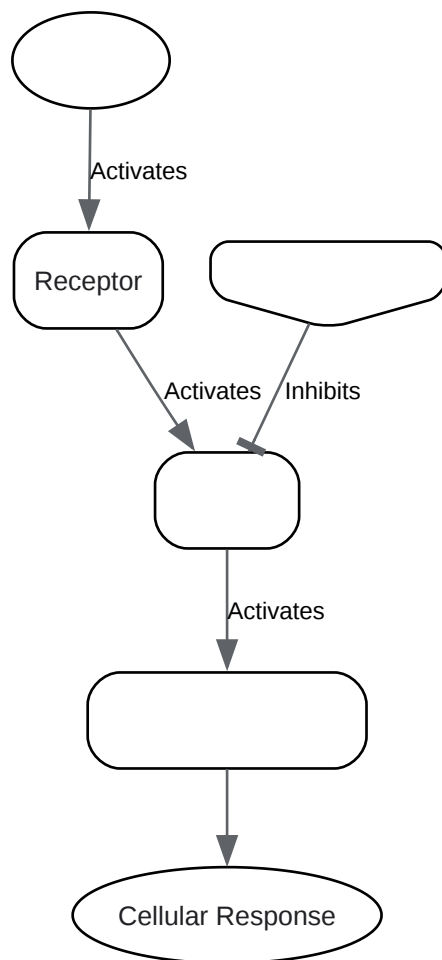 Activates
Receptor
Activates
Inhibits
Activates
Cellular Response